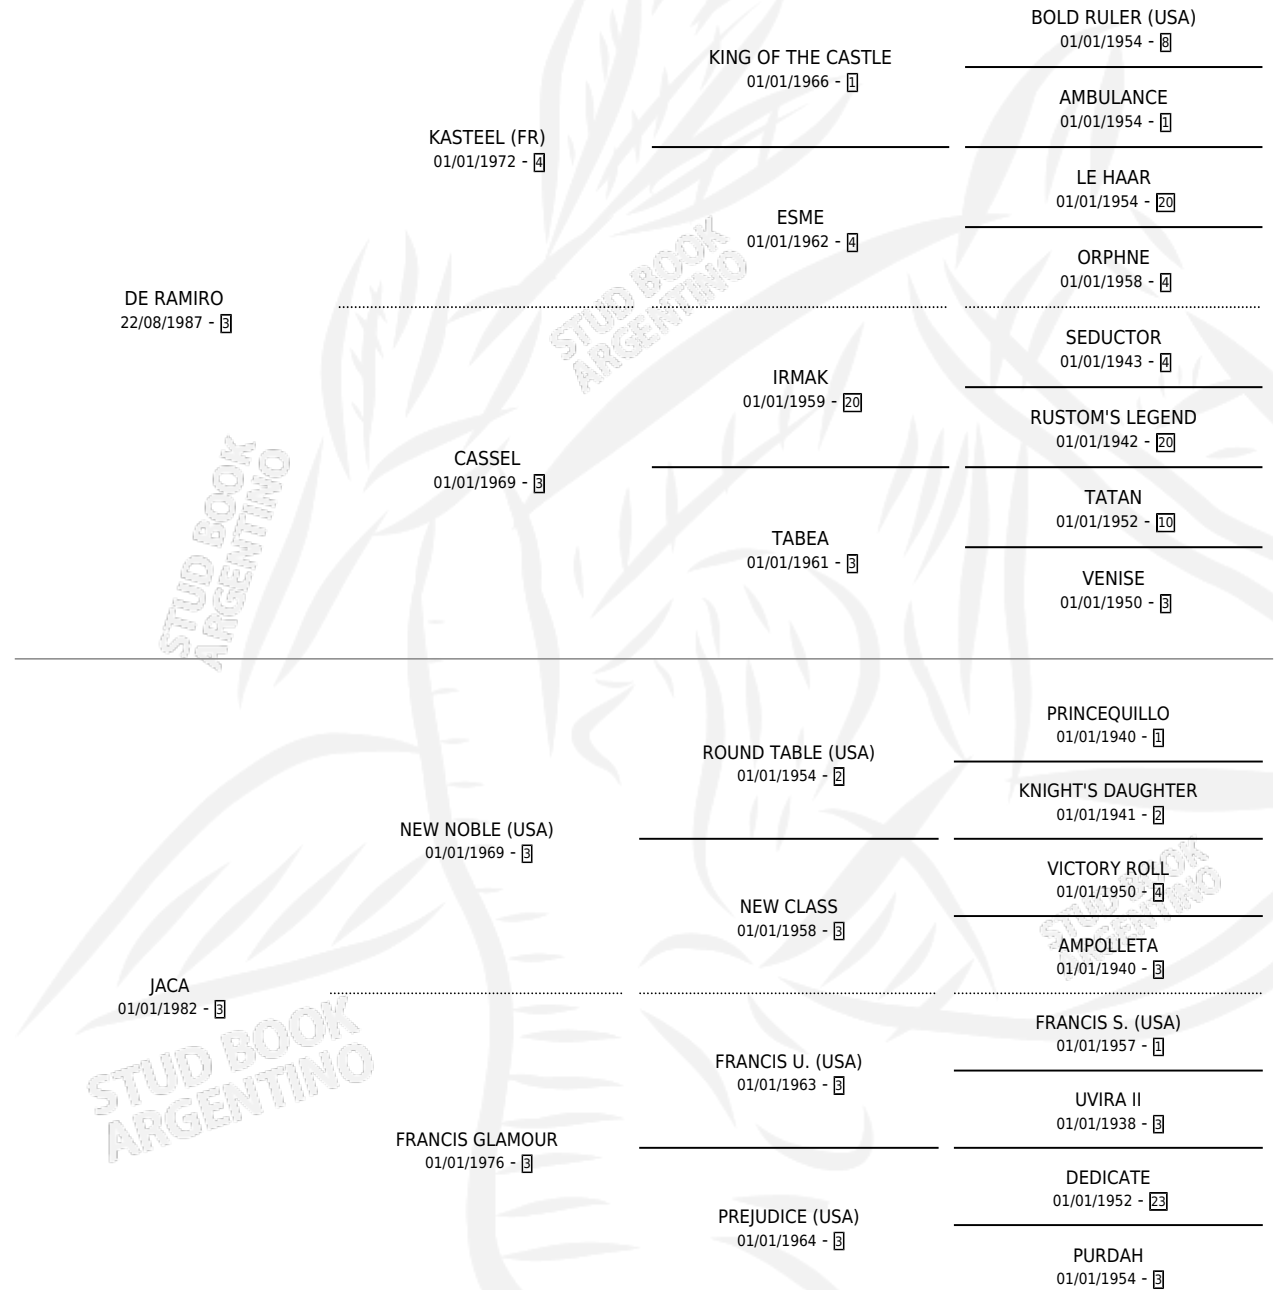 BOLD RULER (USA)
01/01/1954 - 8
KING OF THE CASTLE
01/01/1966 - 1
AMBULANCE
01/01/1954 - 1
KASTEEL (FR)
01/01/1972 - 4
LE HAAR
01/01/1954 - 20
ESME
01/01/1962 - 4
ORPHNE
01/01/1958 - 4
DE RAMIRO
22/08/1987 - 3
SEDUCTOR
01/01/1943 - 4
IRMAK
01/01/1959 - 20
RUSTOM'S LEGEND
01/01/1942 - 20
CASSEL
01/01/1969 - 3
TATAN
01/01/1952 - 10
TABEA
01/01/1961 - 3
VENISE
01/01/1950 - 3
STUD BOOK
ARGENTINO
STUD BOOK
ARGENTINO
PRINCEQUILLO
01/01/1940 - 1
ROUND TABLE (USA)
01/01/1954 - 2
KNIGHT'S DAUGHTER
01/01/1941 - 2
NEW NOBLE (USA)
01/01/1969 - 3
VICTORY ROLL
01/01/1950 - 4
NEW CLASS
01/01/1958 - 3
AMPOLLETA
01/01/1940 - 3
JACA
01/01/1982 - 3
FRANCIS S. (USA)
01/01/1957 - 1
FRANCIS U. (USA)
01/01/1963 - 3
UVIRA II
01/01/1938 - 3
FRANCIS GLAMOUR
01/01/1976 - 3
DEDICATE
01/01/1952 - 23
PREJUDICE (USA)
01/01/1964 - 3
PURDAH
01/01/1954 - 3
STUD BOOK
ARGENTINO
STUD BOOK
ARGENTINO